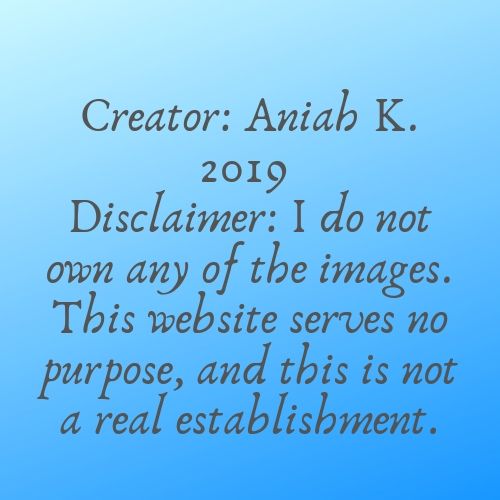 Creator: Aniah K.
2019
Disclaimer: I do not
own any of the images.
This website serves no
purpose, and this is not
a real establishment.